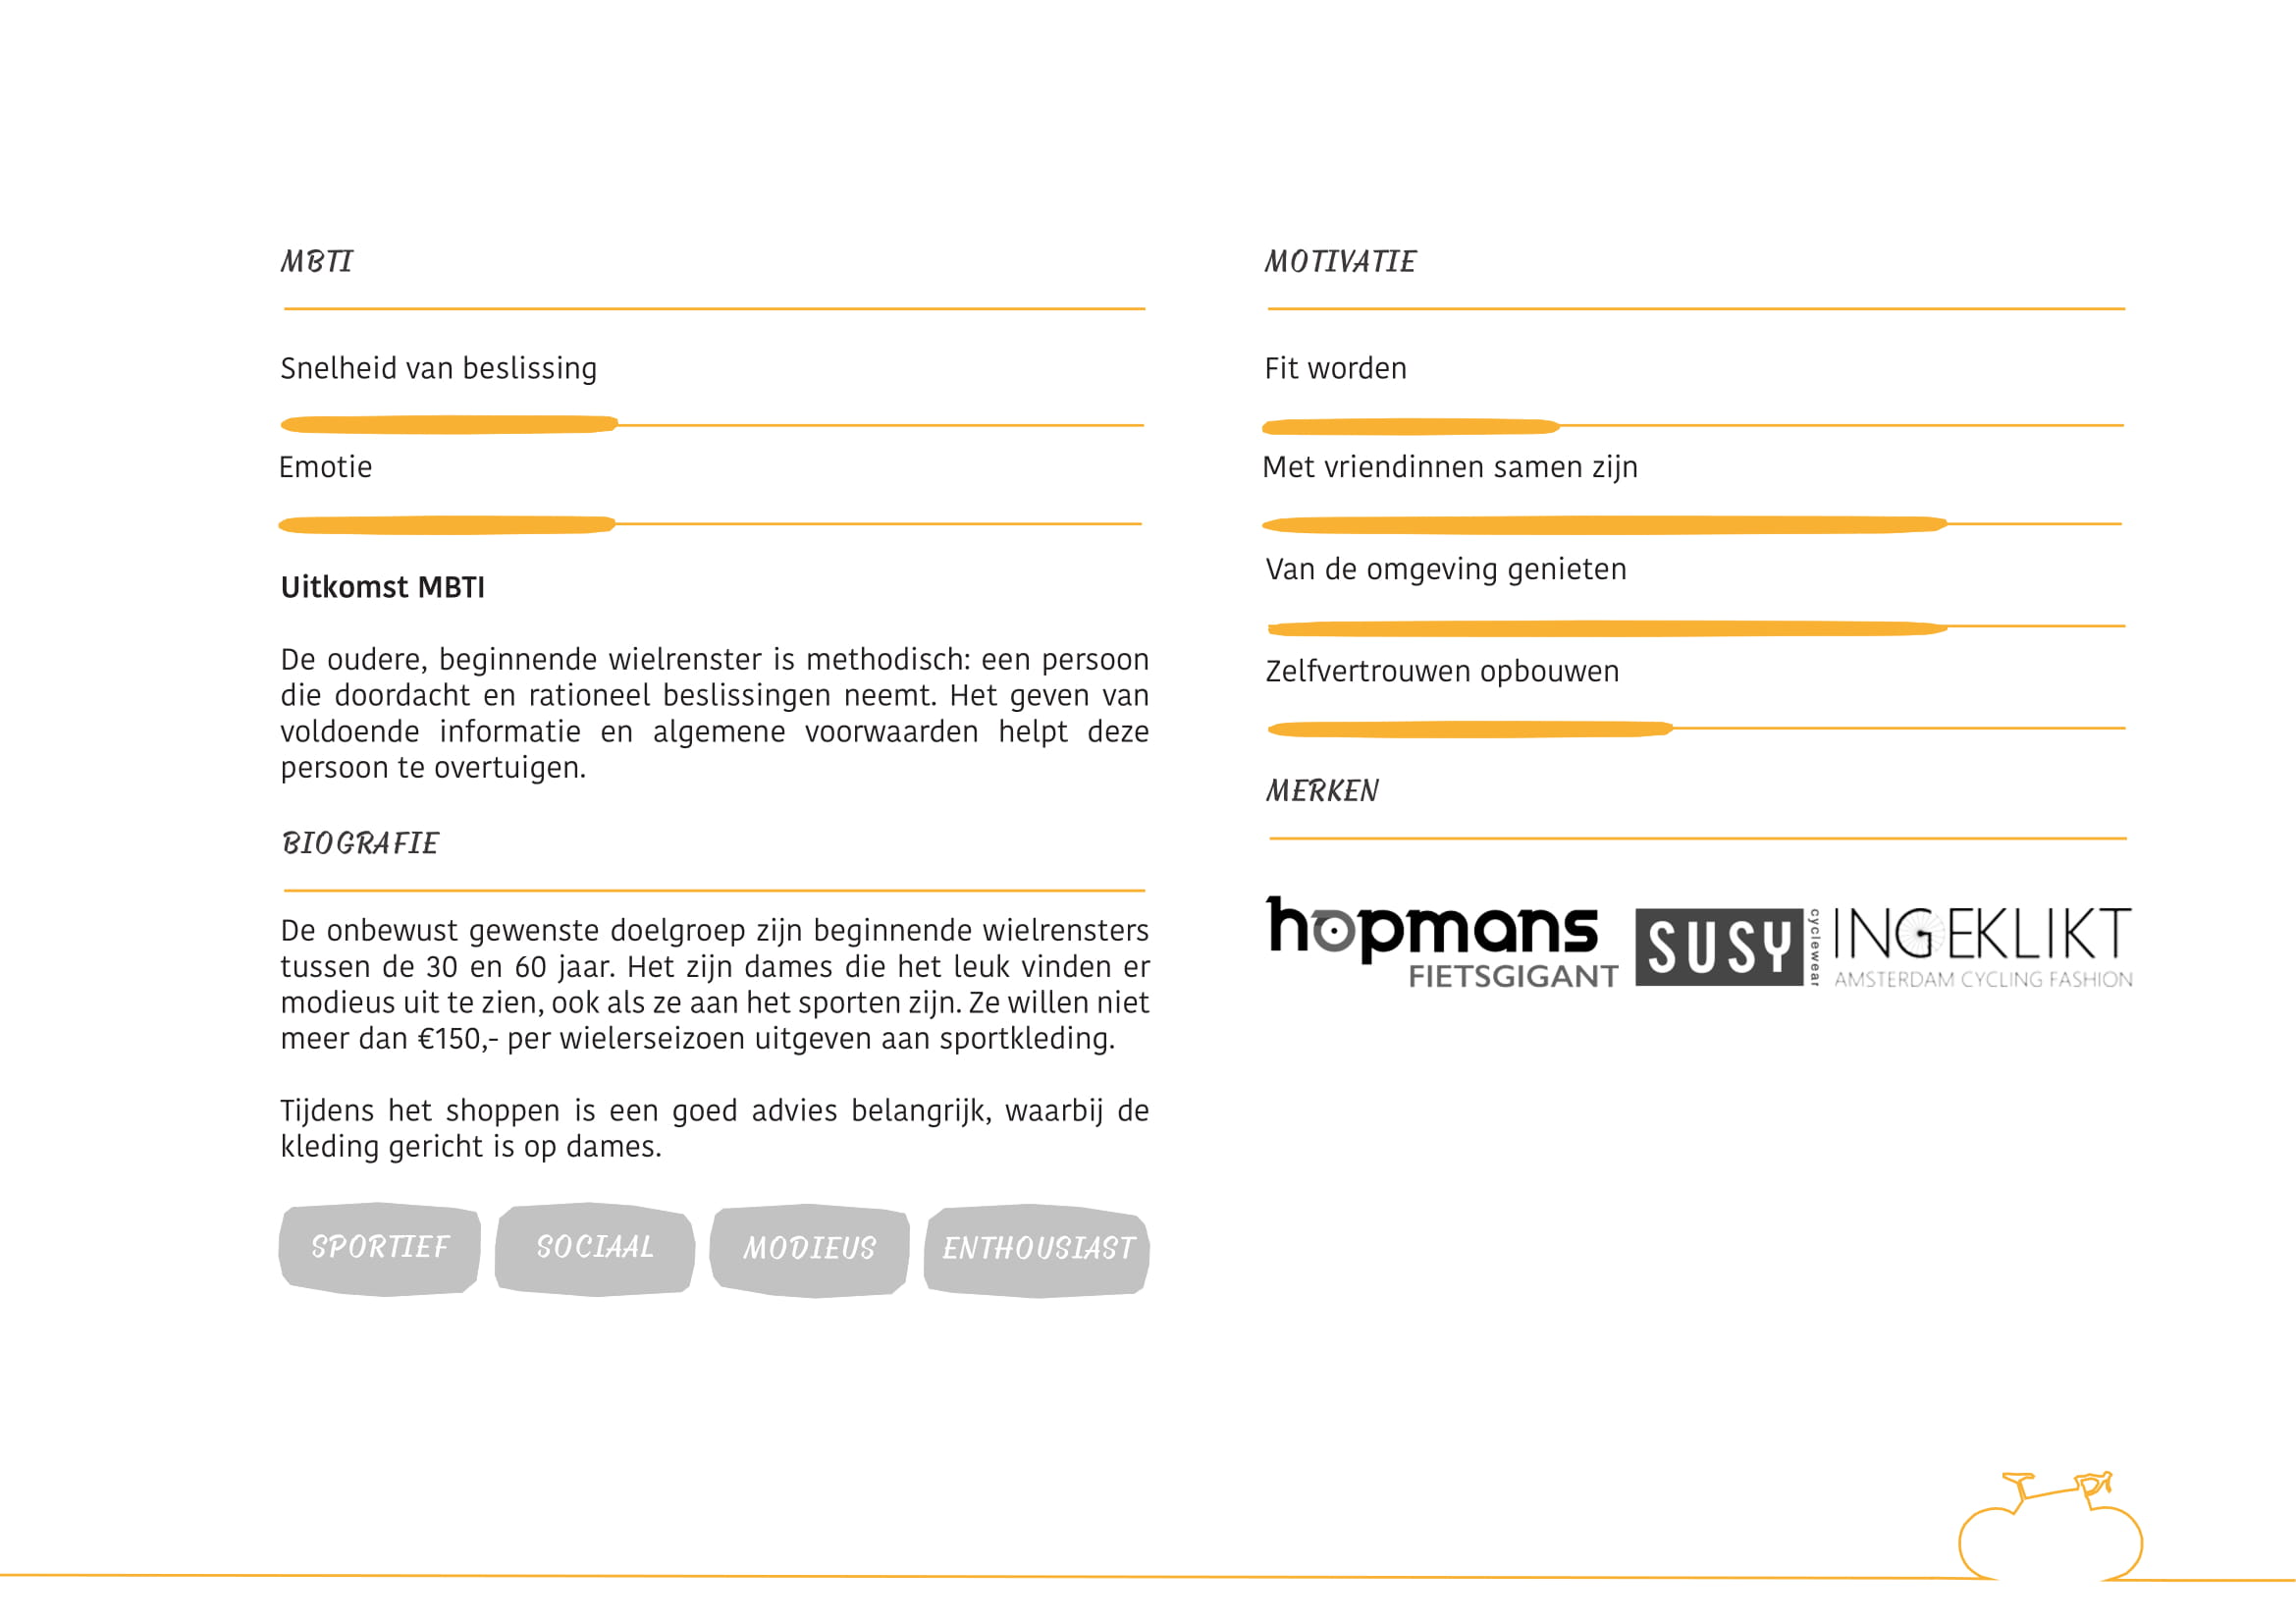 MBTI
Snelheid van beslissing
Emotie
Uitkomst MBTI
De oudere, beginnende wielrenster is methodisch: een persoon
die doordacht en rationeel beslissingen neemt. Het geven van
voldoende informatie en algemene voorwaarden helpt deze
persoon te overtuigen.
BIOGRAFIE
De onbewust gewenste doelgroep zijn beginnende wielrensters
tussen de 30 en 60 jaar. Het zijn dames die het leuk vinden er
modieus uit te zien, ook als ze aan het sporten zijn. Ze willen niet
meer dan €150,- per wielerseizoen uitgeven aan sportkleding.
Tijdens het shoppen is een goed advies belangrijk, waarbij de
kleding gericht is op dames.
SPORTIEF
SOCIAAL
MODIEUS
ENTHOUSIAST
MOTIVATIE
Fit worden
Met vriendinnen samen zijn
Van de omgeving genieten
Zelfvertrouwen opbouwen
MERKEN
hopmans
FIETSGIGANT
SUSY
cyclewear
INGEKLIKT
AMSTERDAM CYCLING FASHION